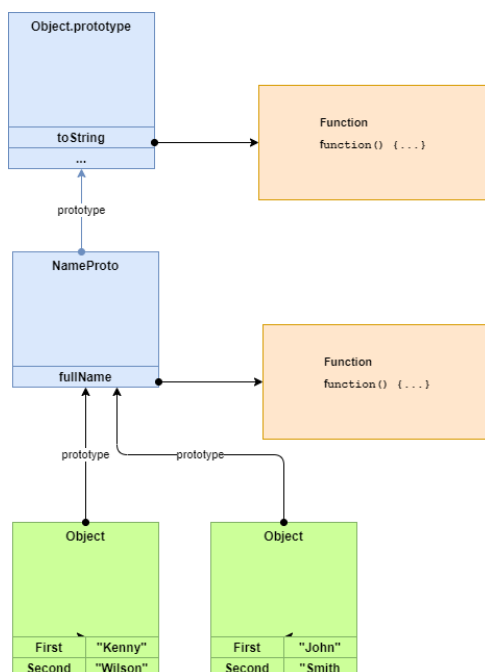 Object.prototype
toString
...
Function
function() {...}
prototype
NameProto
fullName
Function
function() {...}
prototype
prototype
Object
First "Kenny"
Second "Wilson"
Object
First "John"
Second "Smith